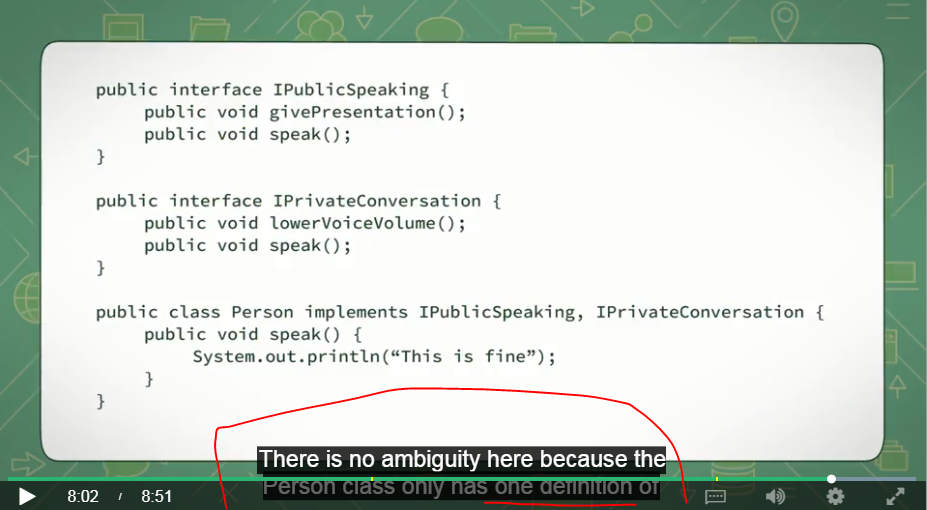 public interface IPublicSpeaking {
public void givePresentation();
public void speak();
}
public interface IPrivateConversation {
public void lowerVoiceVolume();
public void speak();
}
public class Person implements IPublicSpeaking, IPrivateConversation {
public void speak() {
System.out.println(“This is fine”);
}
}
There is no ambiguity here because the
Person class only has one definition of
8:02 / 8:51